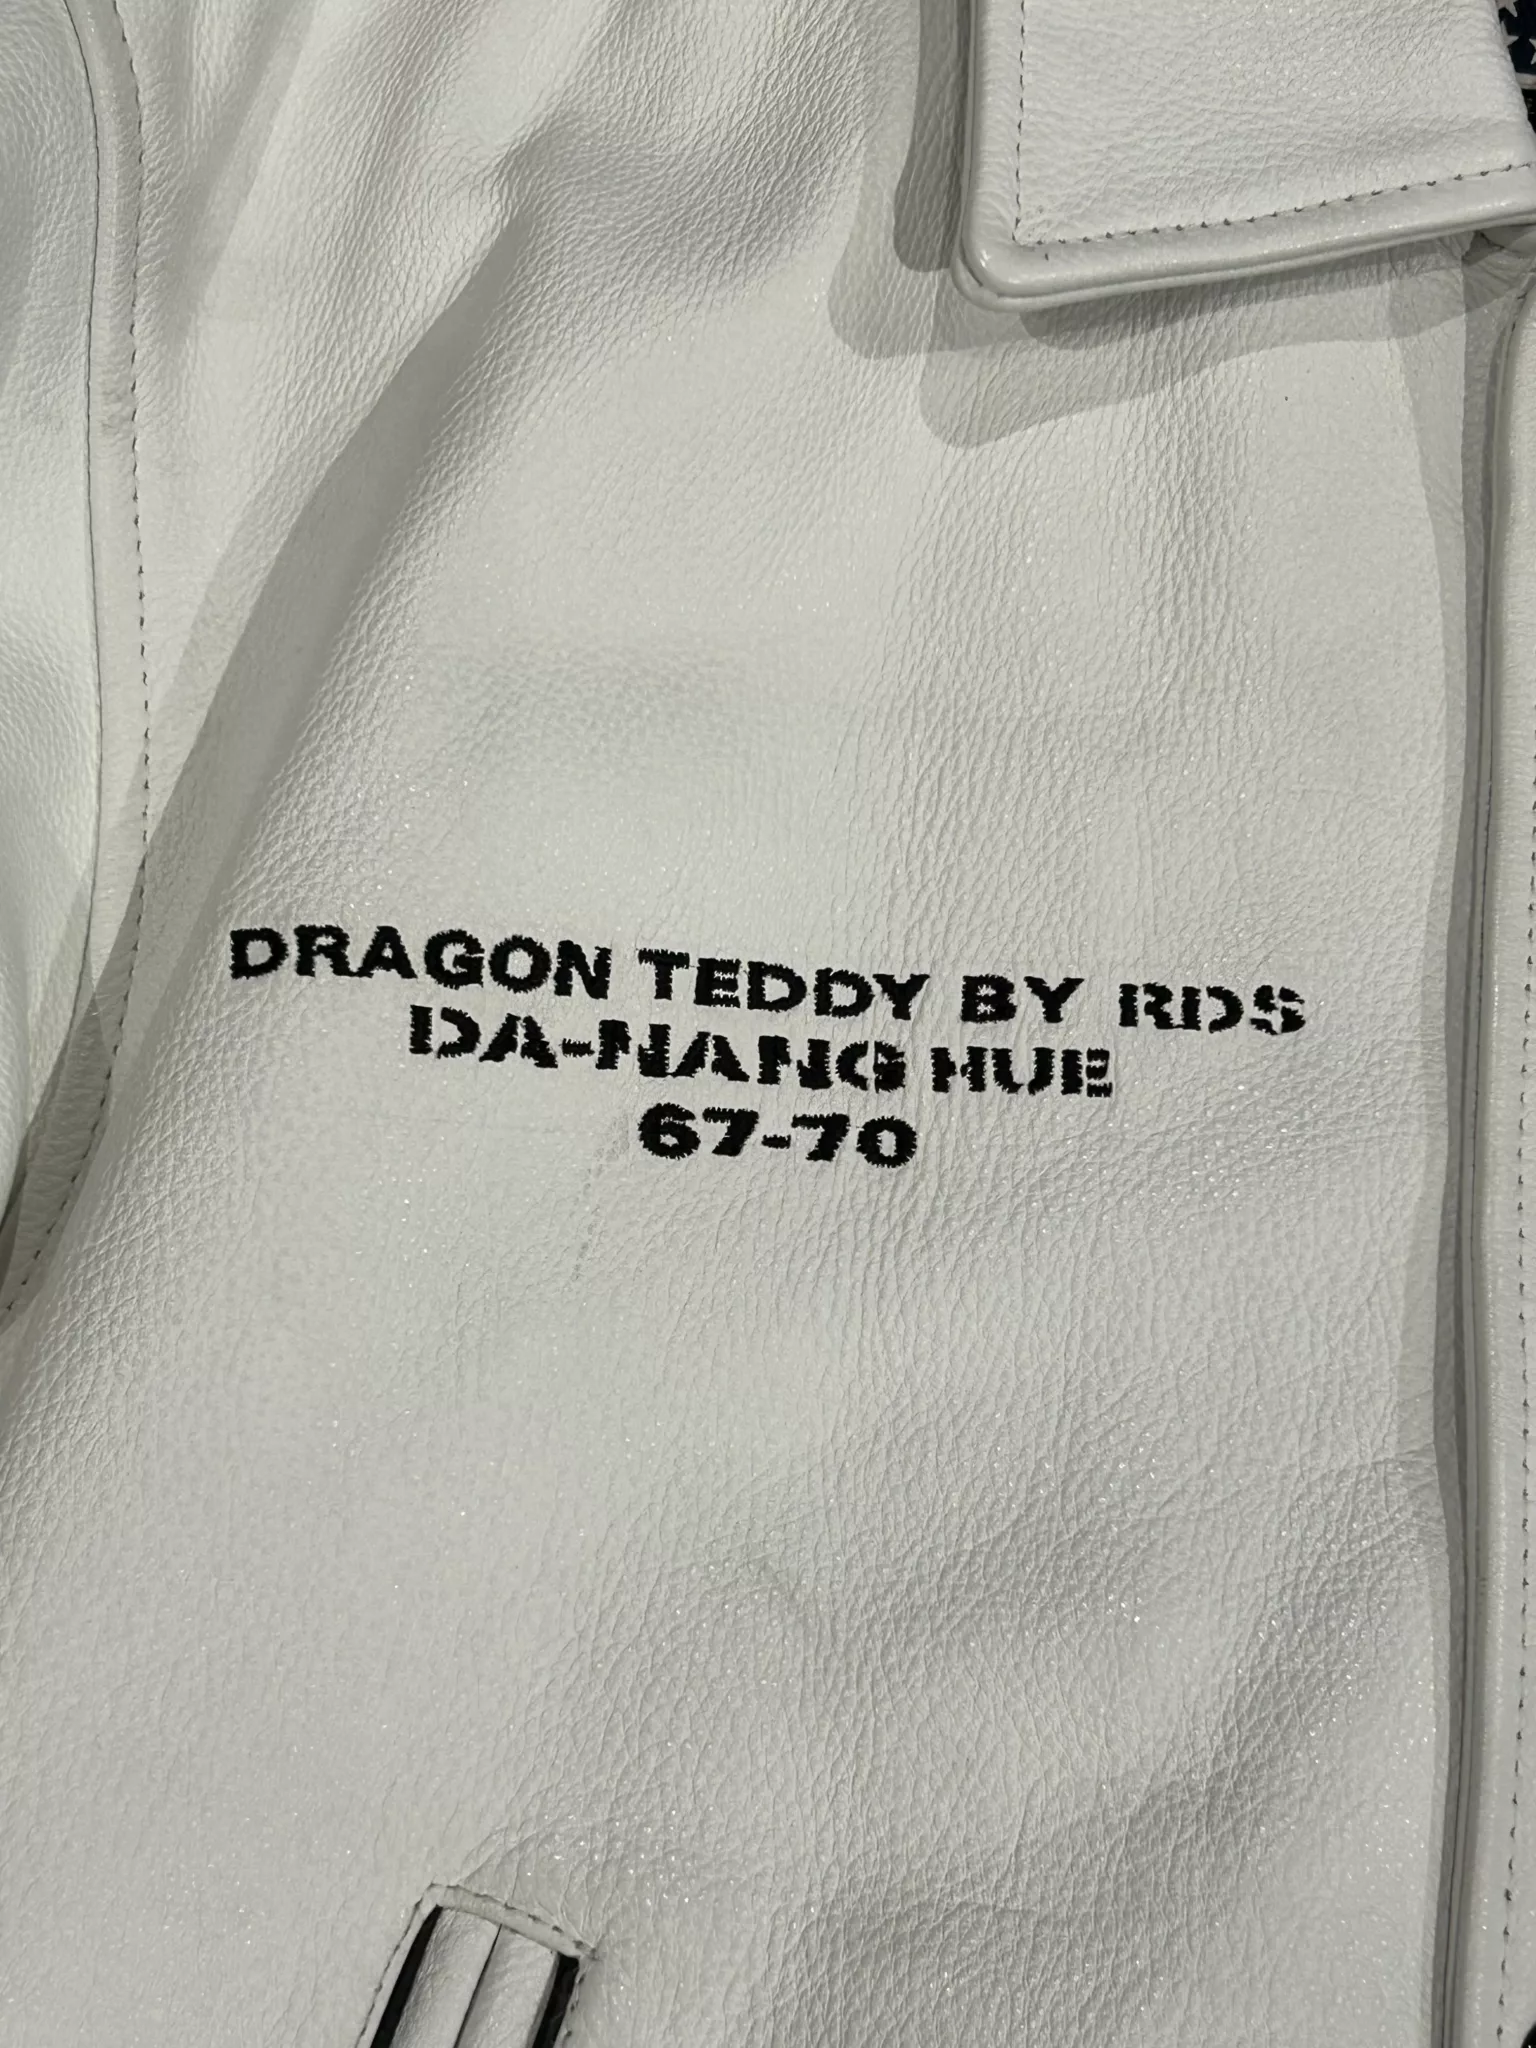 DRAGON TEDDY BY RDS
DA-NANG HUE
67-70